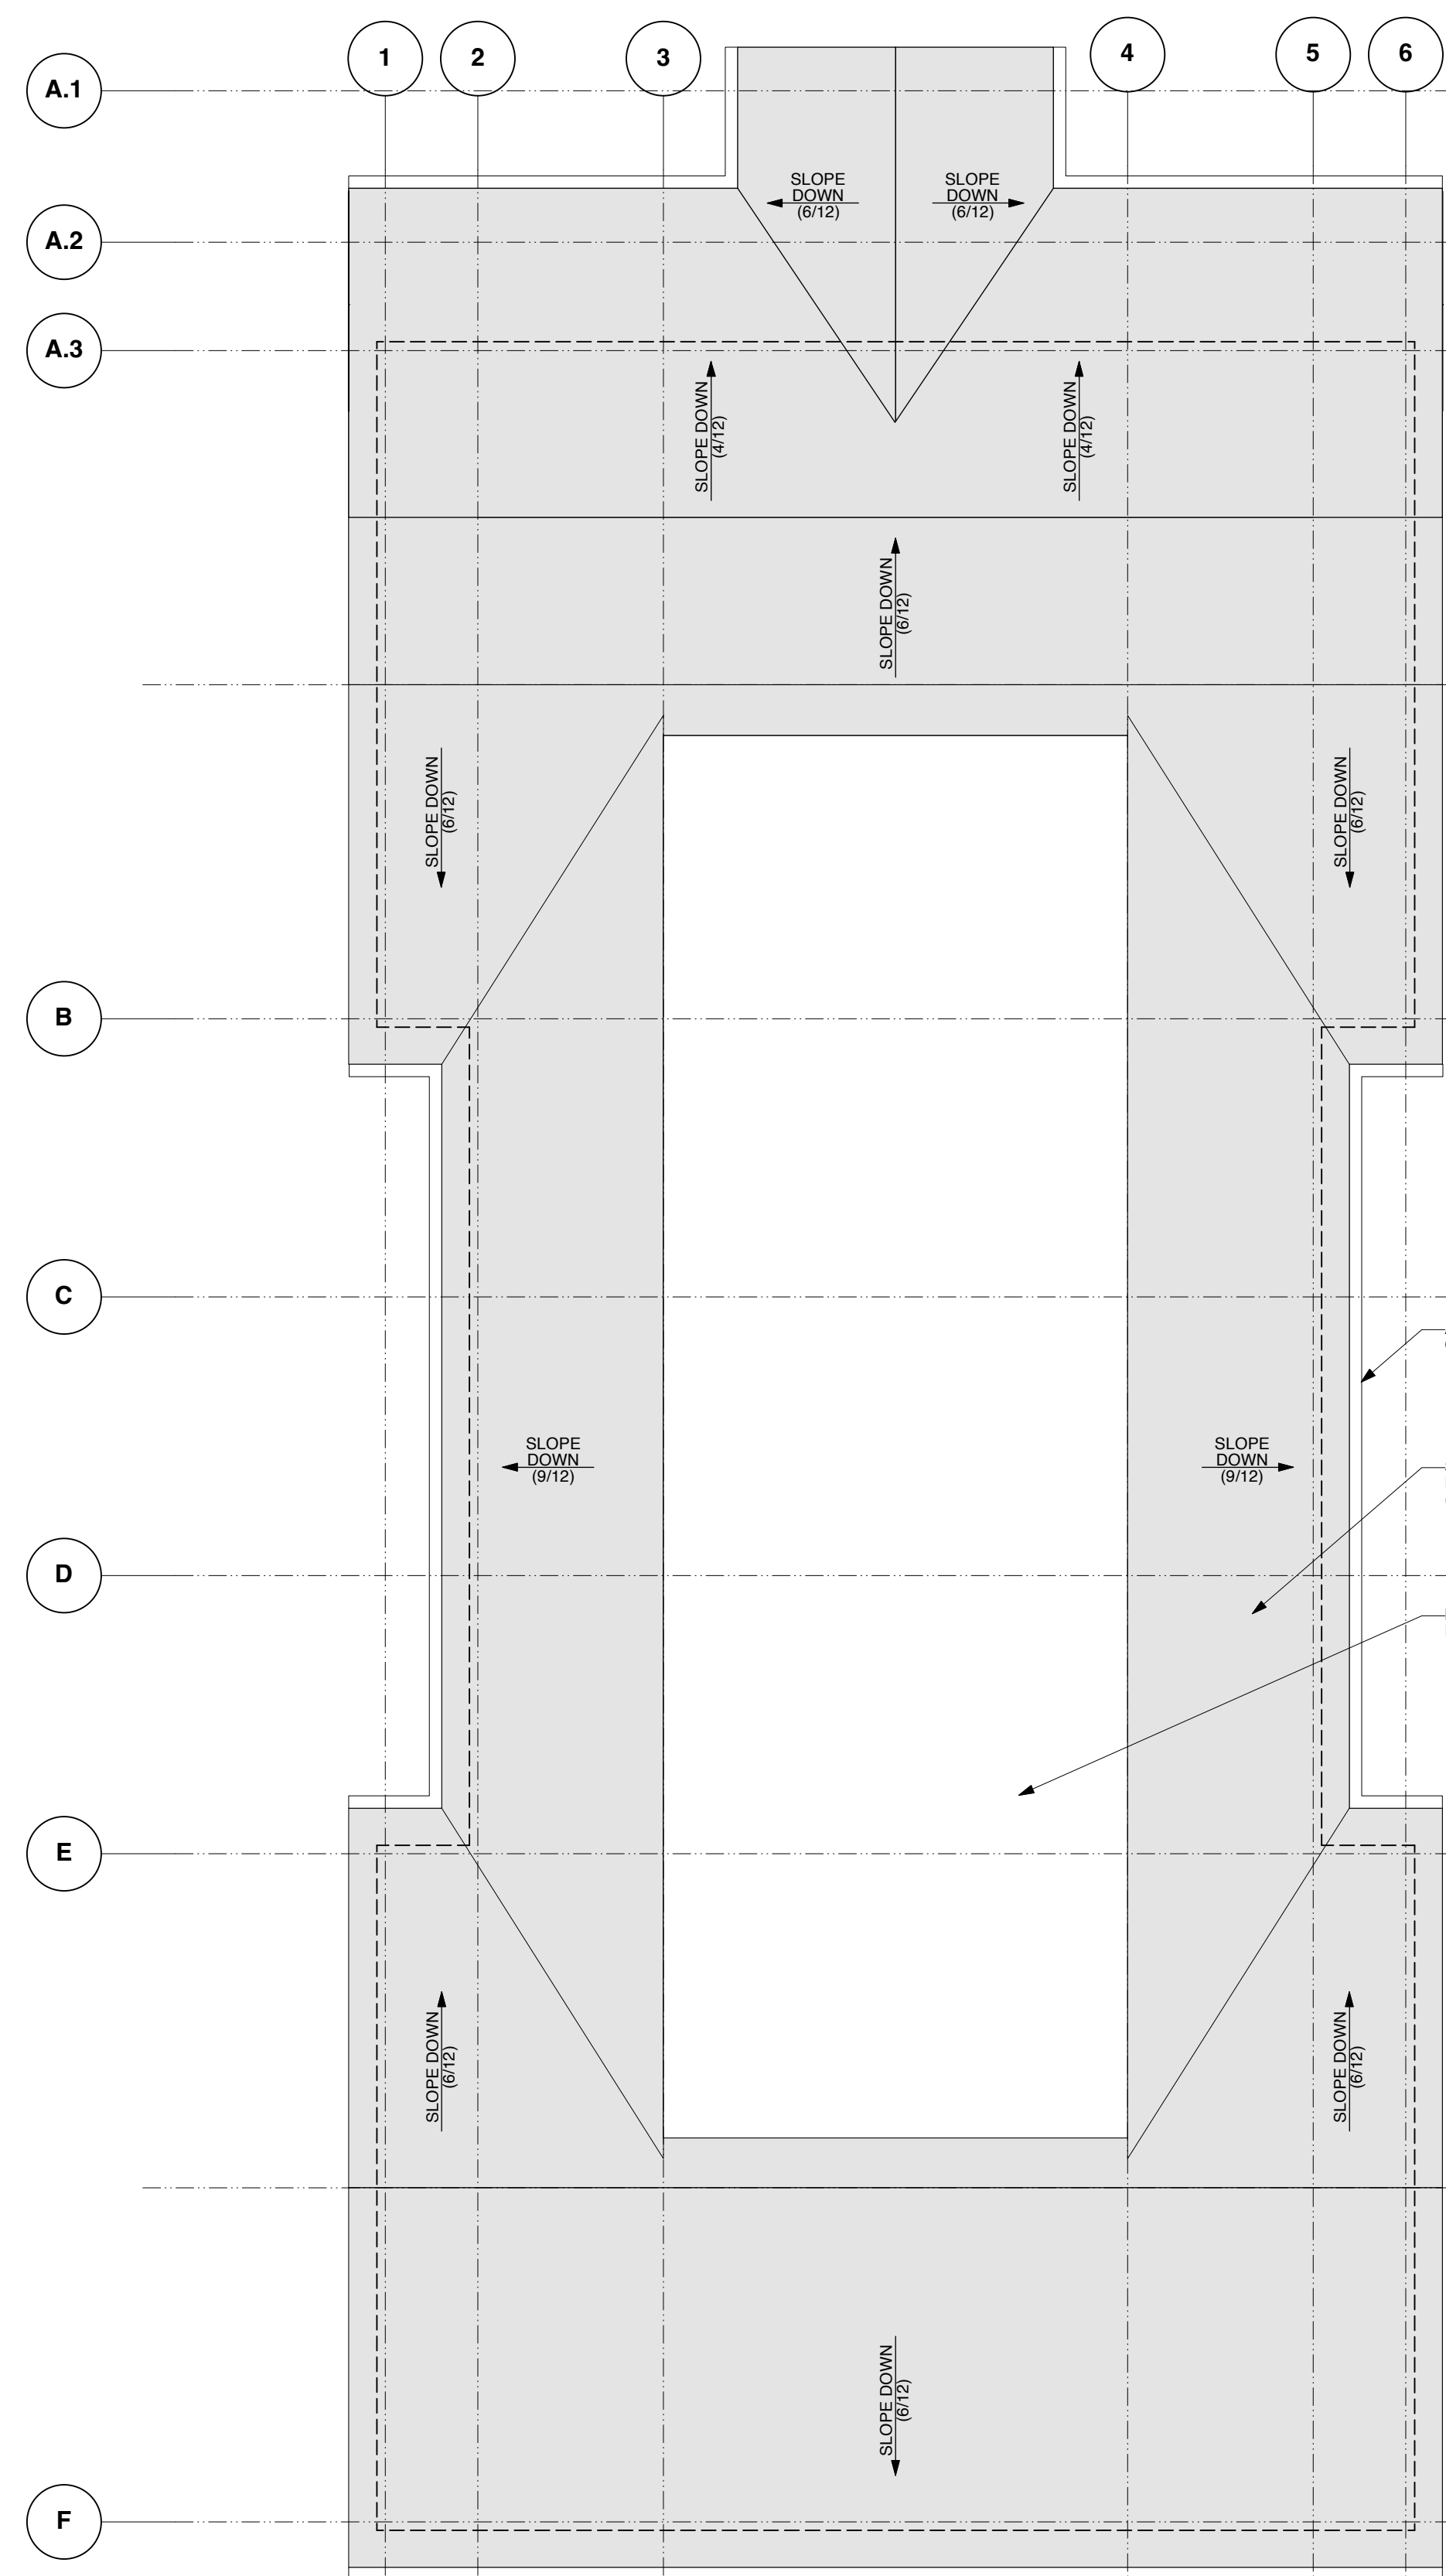 1
2
3
4
5
6
A.1
SLOPE
DOWN
(6/12)
SLOPE
DOWN
(6/12)
A.2
A.3
SLOPE DOWN
(4/12)
SLOPE DOWN
(4/12)
SLOPE DOWN
(6/12)
SLOPE DOWN
(6/12)
SLOPE DOWN
(6/12)
B
C
SLOPE
DOWN
(9/12)
SLOPE
DOWN
(9/12)
D
E
SLOPE DOWN
(6/12)
SLOPE DOWN
(6/12)
SLOPE DOWN
(6/12)
F